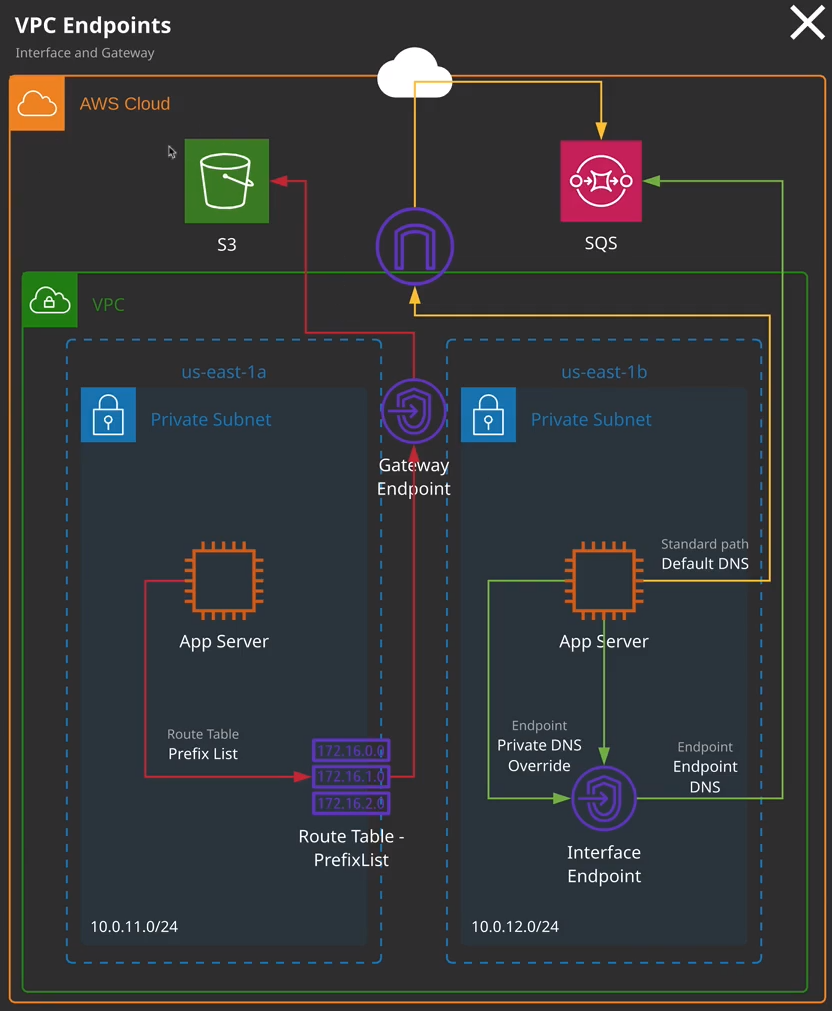 VPC Endpoints
Interface and Gateway
AWS Cloud
S3
SQS
VPC
us-east-1a
us-east-1b
Private Subnet
Private Subnet
Gateway
Endpoint
Standard path
Default DNS
App Server
App Server
Route Table
Prefix List
Endpoint
Private DNS
Override
Endpoint
Endpoint
DNS
172.16.0.0
172.16.1.0
172.16.2.0
Route Table -
PrefixList
Interface
Endpoint
10.0.11.0/24
10.0.12.0/24